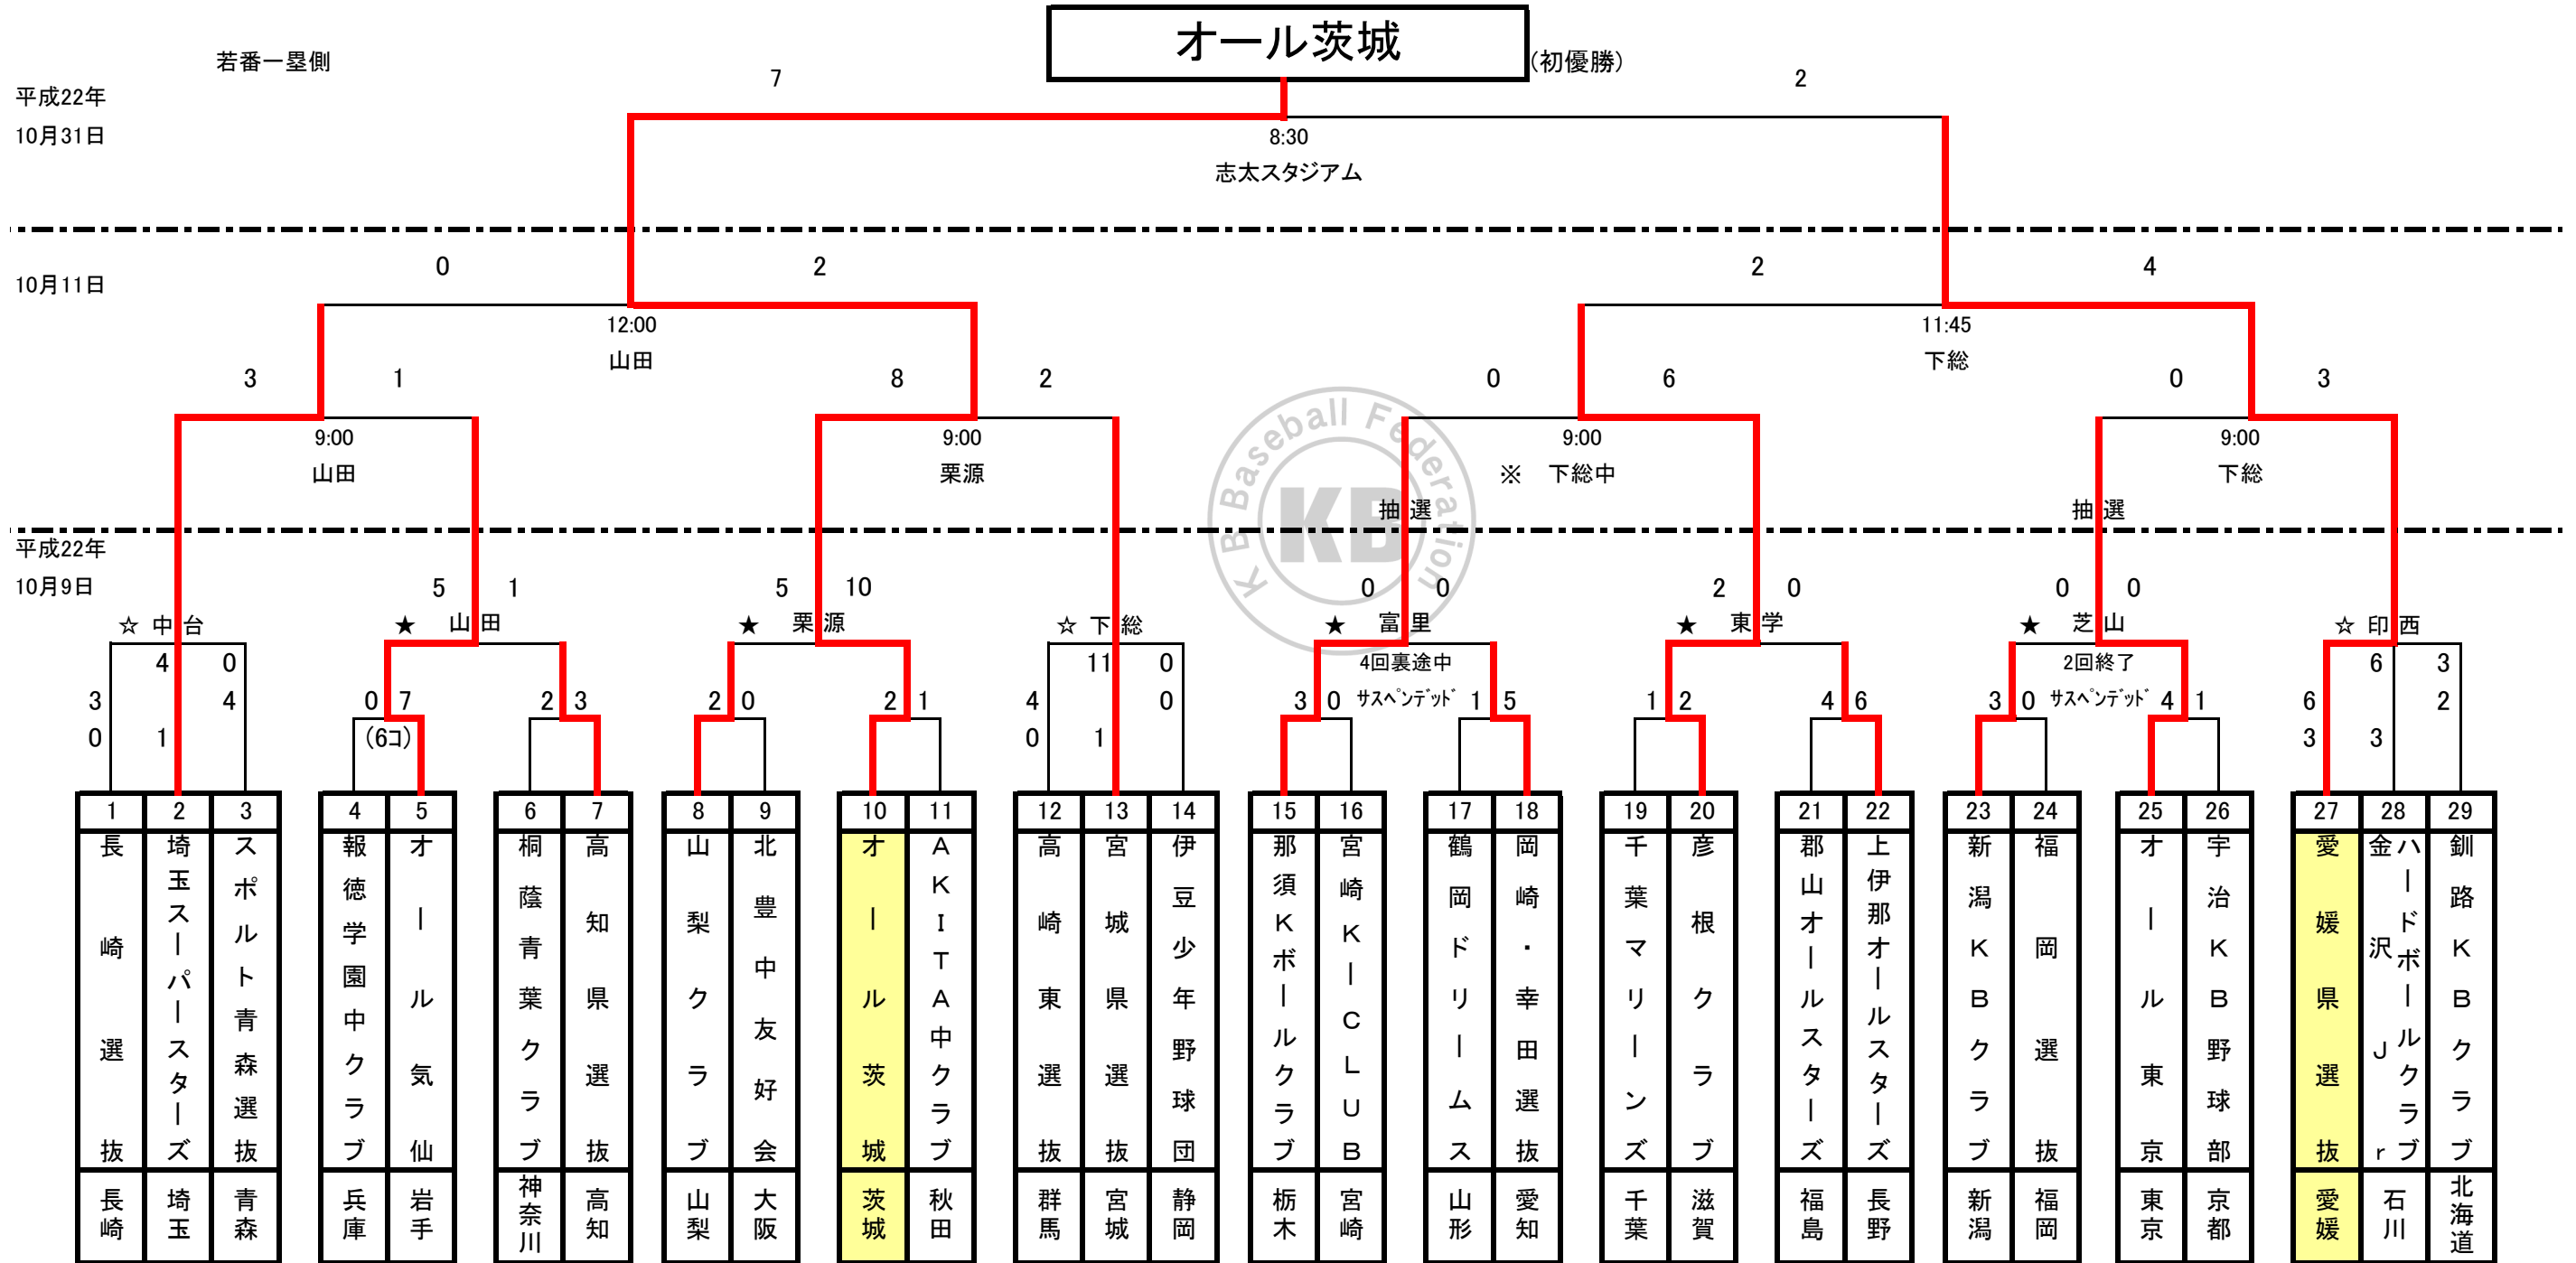 オール茨城
(初優勝)
若番一塁側
7
2
平成22年
10月31日
8:30
志太スタジアム
0
2
2
4
10月11日
12:00
11:45
山田
下総
3
1
8
2
0
6
0
3
9:00
9:00
9:00
9:00
山田
栗源
※ 下総中
下総
K B Baseball Federation
KB
抽選
抽選
平成22年
10月9日
5 1
5 10
0 0
2 0
0 0
☆ 中台
★ 山田
★ 栗源
☆ 下総
★ 富里
★ 東学
★ 芝山
☆ 印西
4 0
11 0
4回裏途中
2回終了
6 3
3 4
0 7
2 3
2 0
2 1
4 0
3 0
サスペンデッド
1 5
1 2
4 6
3 0
サスペンデッド
4 1
6 2
0 1
(6コ)
0 1
3 3
1 2 3 4 5 6 7 8 9 10 11 12 13 14 15 16 17 18 19 20 21 22 23 24 25 26 27 28 29
長崎選抜
埼玉スーパースターズ
スポルト青森選抜
報徳学園中クラブ
オール気仙
桐蔭青葉クラブ
高知県選抜
山梨クラブ
北豊中友好会
オール茨城
AKITA中クラブ
高崎東選抜
宮城県選抜
伊豆少年野球団
那須Kボールクラブ
宮崎KーCLUB
鶴岡ドリームス
岡崎・幸田選抜
千葉マリーンズ
彦根クラブ
郡山オールスターズ
上伊那オールスターズ
新潟KBクラブ
福岡選抜
オール東京
宇治KB野球部
愛媛県選抜
ハードボールクラブ
金沢Jr
釧路KBクラブ
長崎
埼玉
青森
兵庫
岩手
神奈川
高知
山梨
大阪
茨城
秋田
群馬
宮城
静岡
栃木
宮崎
山形
愛知
千葉
滋賀
福島
長野
新潟
福岡
東京
京都
愛媛
石川
北海道